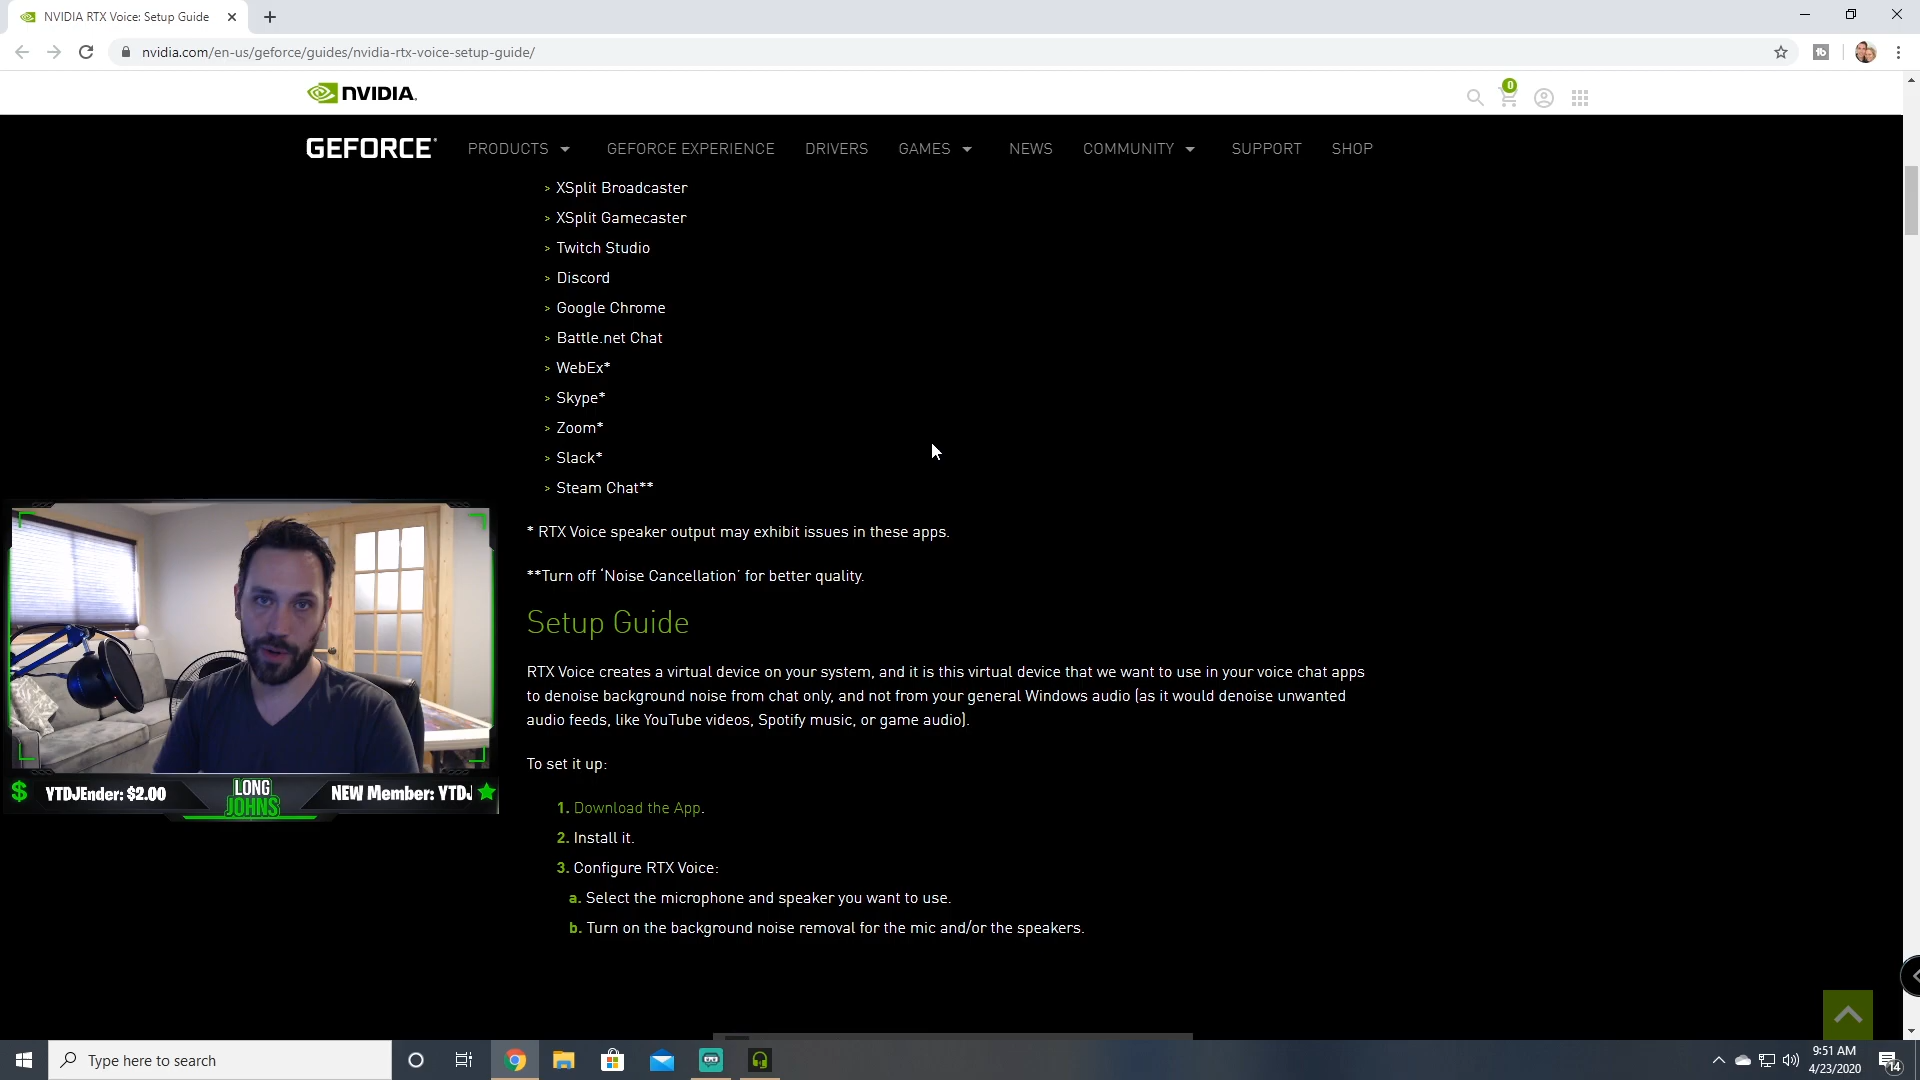 NVIDIA RTX Voice: Setup Guide
nvidia.com/en-us/geforce/guides/nvidia-rtx-voice-setup-guide/
tb
NVIDIA.
0
GEFORCE
PRODUCTS
GEFORCE EXPERIENCE
DRIVERS
GAMES
NEWS
COMMUNITY
SUPPORT
SHOP
> XSplit Broadcaster
> XSplit Gamecaster
> Twitch Studio
> Discord
> Google Chrome
> Battle.net Chat
> WebEx*
> Skype*
> Zoom*
> Slack*
> Steam Chat**
* RTX Voice speaker output may exhibit issues in these apps.
**Turn off ‘Noise Cancellation’ for better quality.
Setup Guide
RTX Voice creates a virtual device on your system, and it is this virtual device that we want to use in your voice chat apps
to denoise background noise from chat only, and not from your general Windows audio (as it would denoise unwanted
audio feeds, like YouTube videos, Spotify music, or game audio).
To set it up:
1. Download the App.
2. Install it.
3. Configure RTX Voice:
a. Select the microphone and speaker you want to use.
b. Turn on the background noise removal for the mic and/or the speakers.
$ YTDJEnder: $2.00
LONG
JOHNS
NEW Member: YTDJ
Type here to search
9:51 AM
4/23/2020
14